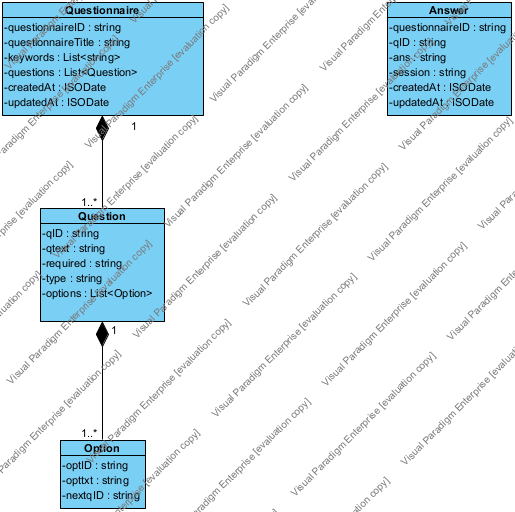 Questionnaire
-questionnaireID : string
-questionnaireTitle : string
-keywords : List<string>
-questions : List<Question>
-createdAt : ISODate
-updatedAt : ISODate
Answer
-questionnaireID : string
-qID : string
-ans : string
-session : string
-createdAt : ISODate
-updatedAt : ISODate
1
1..*
Question
-qID : string
-qtext : string
-required : string
-type : string
-options : List<Option>
1
1..*
Option
-optID : string
-opttxt : string
-nextqID : string
Visual Paradigm Enterprise [evaluation copy]